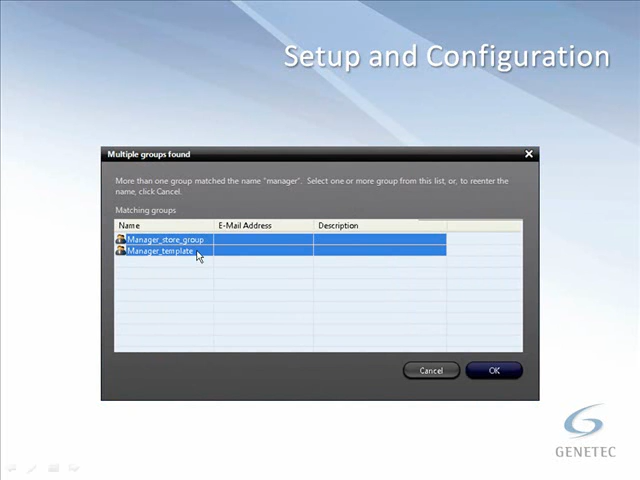 Setup and Configuration
Multiple groups found
More than one group matched the name "manager". Select one or more group from this list, or, to reenter the
name, click Cancel.
Matching groups
Name E-Mail Address Description
Manager_store_group
Manager_template
Cancel OK
GENETEC